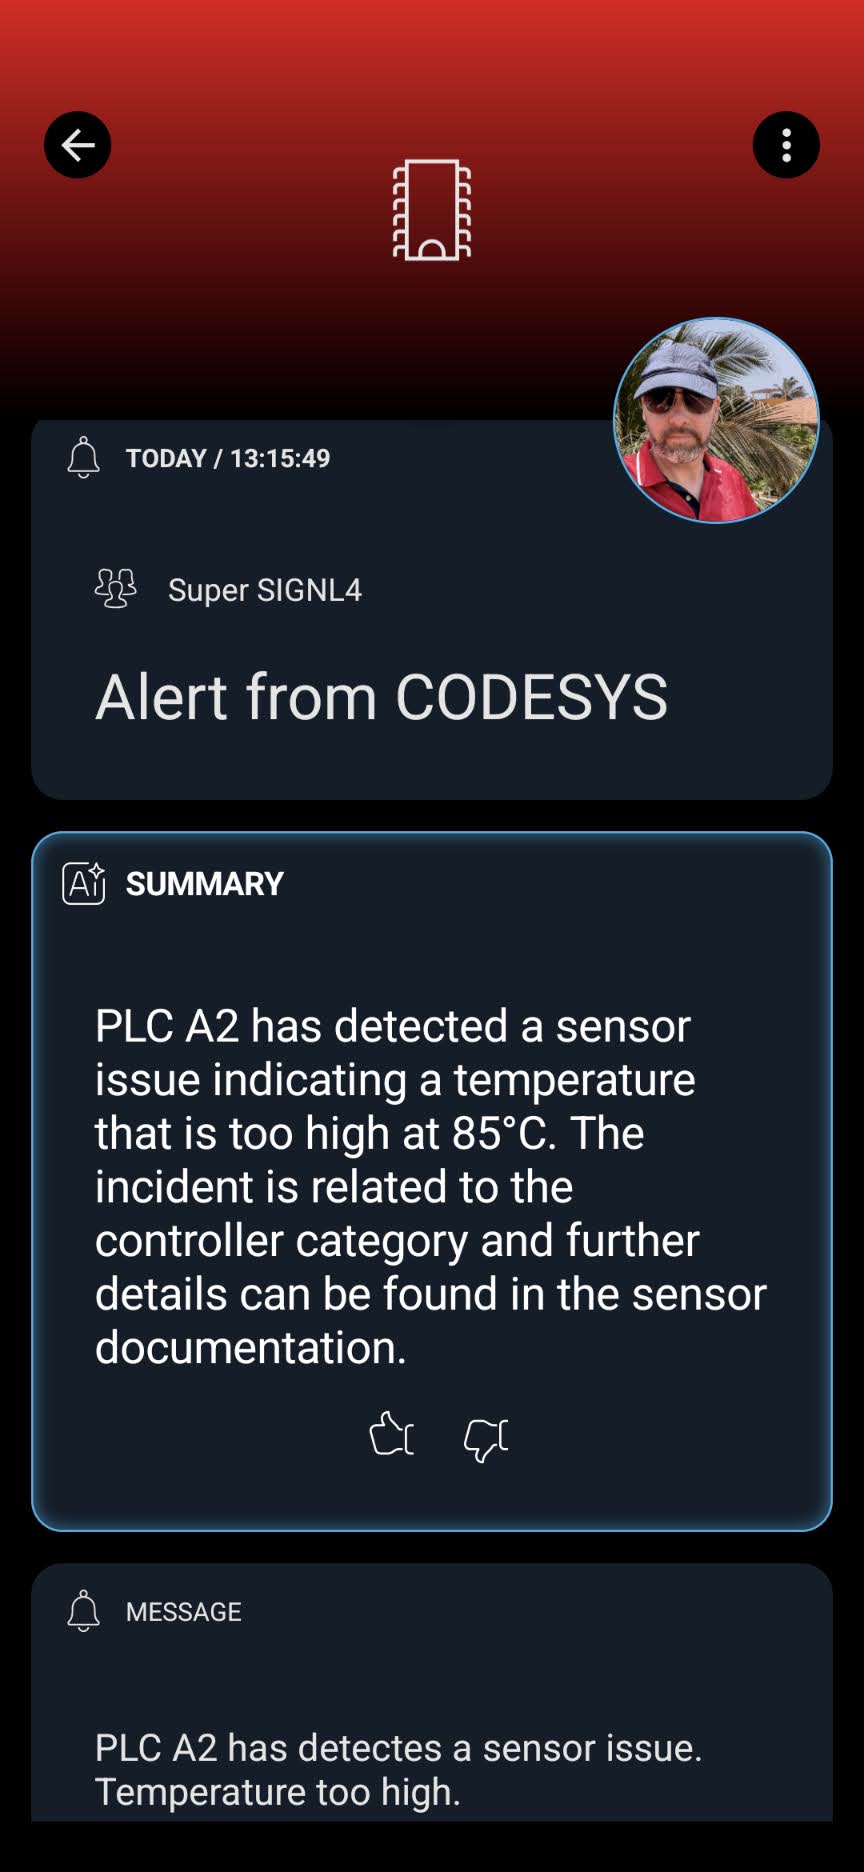 TODAY / 13:15:49
Super SIGNL4
Alert from CODESYS
Ai SUMMARY
PLC A2 has detected a sensor
issue indicating a temperature
that is too high at 85°C. The
incident is related to the
controller category and further
details can be found in the sensor
documentation.
MESSAGE
PLC A2 has detectes a sensor issue.
Temperature too high.